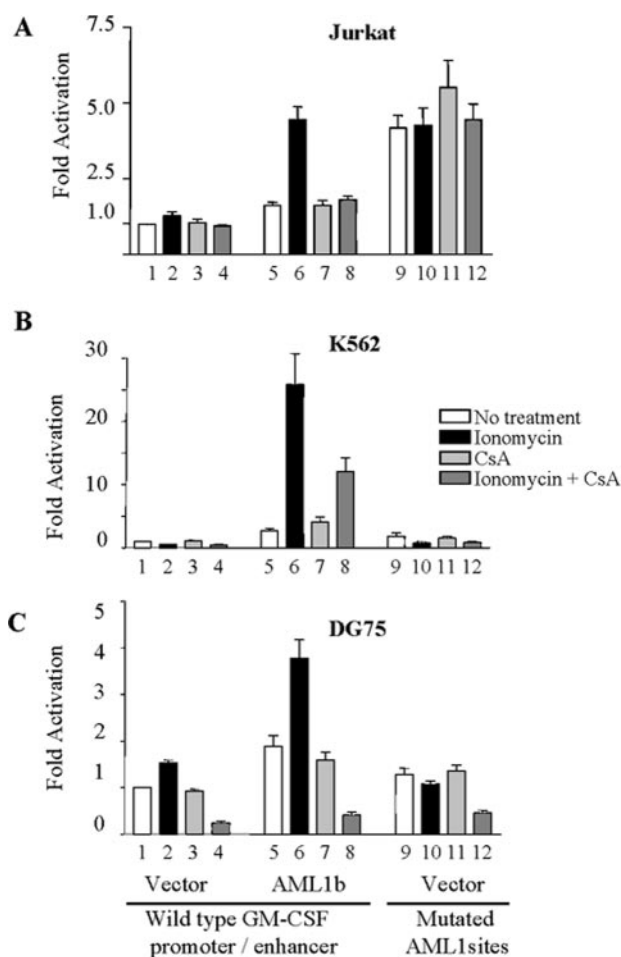 A
Jurkat
Fold Activation
7.5
5.0
2.5
1.0
1 2 3 4 5 6 7 8 9 10 11 12
B
K562
Fold Activation
30
20
10
0
No treatment
Ionomycin
CsA
Ionomycin + CsA
1 2 3 4 5 6 7 8 9 10 11 12
C
DG75
Fold Activation
5
4
2
1
0
1 2 3 4 5 6 7 8 9 10 11 12
Vector AML1b Vector
Wild type GM-CSF Mutated
promoter / enhancer AML1sites